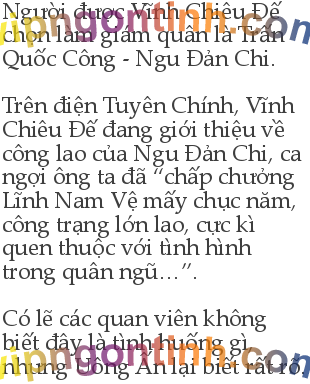 Người được Vĩnh Chiêu Đế
chọn làm giám quân là Trấn
Quốc Công - Ngu Đản Chi.
Trên điện Tuyên Chính, Vĩnh
Chiêu Đế đang giới thiệu về
công lao của Ngu Đản Chi, ca
ngợi ông ta đã “chấp chưởng
Lĩnh Nam Vệ mấy chục năm,
công trạng lớn lao, cực kì
quen thuộc với tình hình
trong quân ngũ…”.
Có lẽ các quan viên không
biết đây là tình huống gì,
nhưng Uông Ấn lại biết rất rõ.
vipngontinh.com
vipngontinh.com